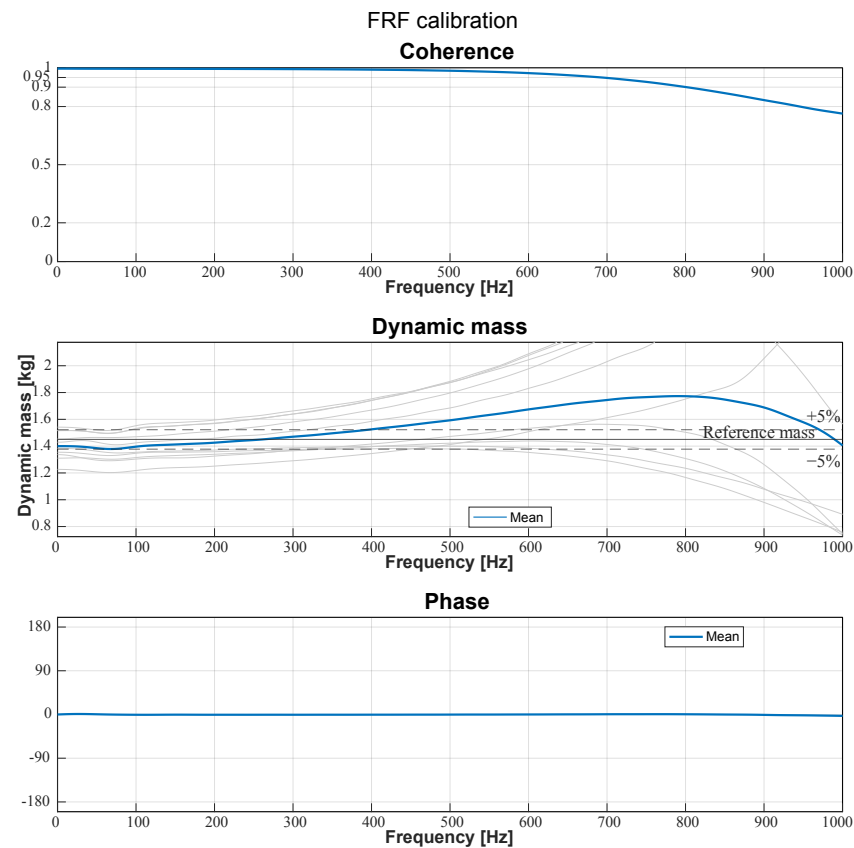 FRF calibration
Coherence
1
0.95
0.9
0.8
0.5
0.2
0
0 100 200 300 400 500 600 700 800 900 1000
Frequency [Hz]
Dynamic mass
Dynamic mass [kg]
2
1.8
1.6
1.4
1.2
1
0.8
+5%
Reference mass
−5%
Mean
0 100 200 300 400 500 600 700 800 900 1000
Frequency [Hz]
Phase
180
90
0
-90
-180
Mean
0 100 200 300 400 500 600 700 800 900 1000
Frequency [Hz]